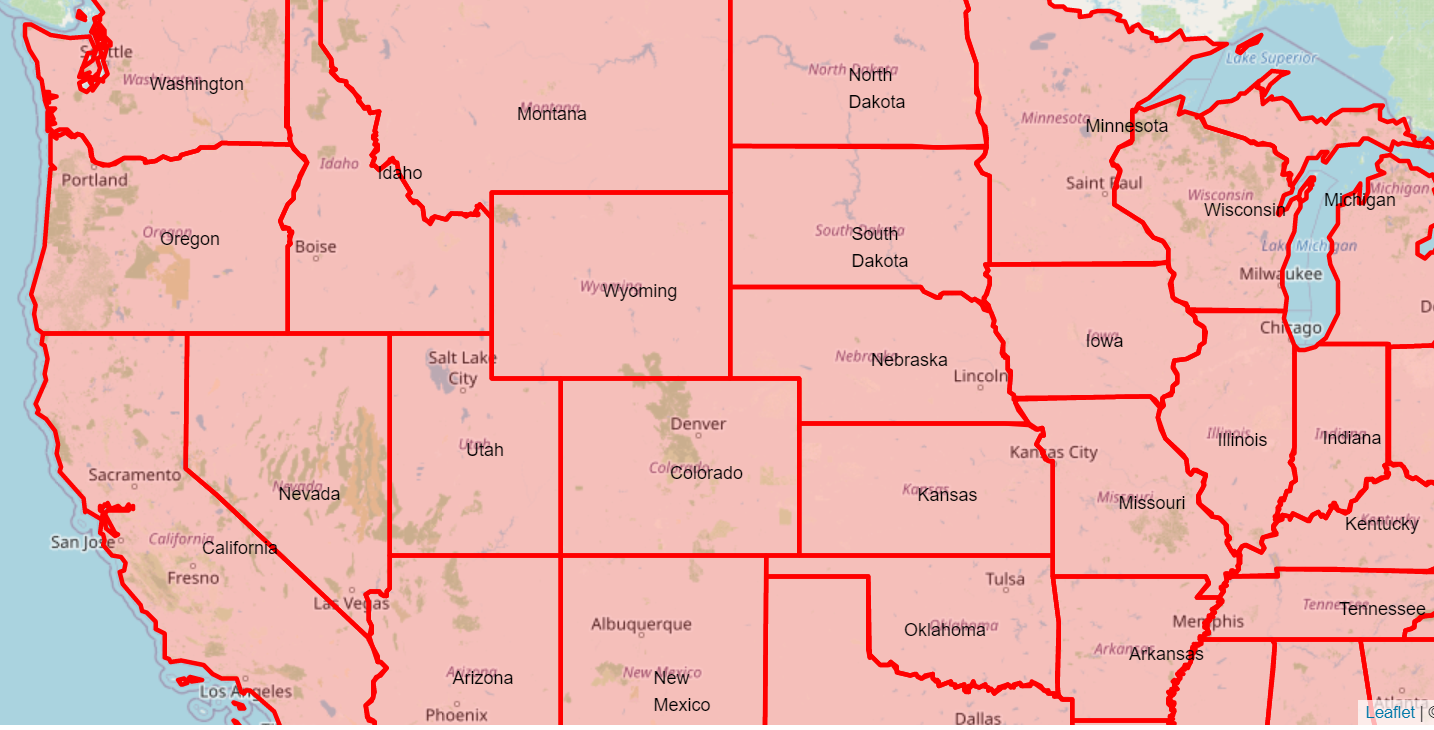 Seattle
Washington
Washington
Montana
Montana
North Dakota
North
Dakota
Lake Superior
Minnesota
Minnesota
Idaho
Idaho
Portland
Saint Paul
Michigan
Michigan
Wisconsin
Wisconsin
Oregon
Oregon
Boise
South Dakota
South
Dakota
Lake Michigan
Milwaukee
Wyoming
Wyoming
Chicago
Iowa
Iowa
Salt Lake
City
Nebraska
Nebraska
Lincoln
Denver
Utah
Utah
Colorado
Colorado
Kansas City
Illinois
Illinois
Indiana
Indiana
Sacramento
Nevada
Nevada
Kansas
Kansas
Missouri
Missouri
Kentucky
Kentucky
San Jose
California
California
Fresno
Las Vegas
Tulsa
Tennessee
Tennessee
Albuquerque
Oklahoma
Oklahoma
Memphis
Arkansas
Arkansas
Arizona
Arizona
New Mexico
New
Mexico
Los Angeles
Phoenix
Dallas
Atlanta
Leaflet | ©